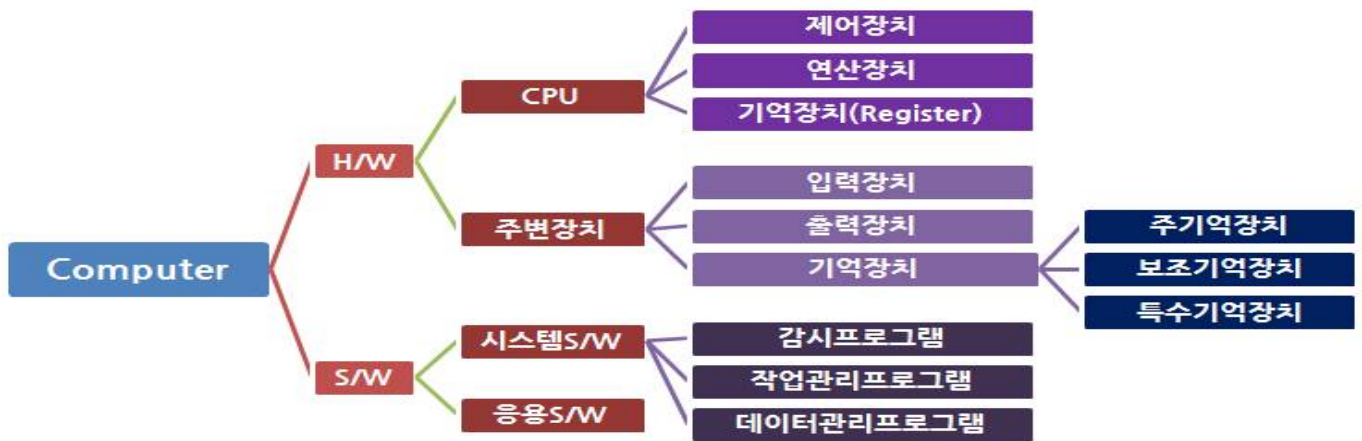 Computer
H/W
CPU
제어장치
연산장치
기억장치(Register)
주변장치
입력장치
출력장치
기억장치
주기억장치
보조기억장치
특수기억장치
S/W
시스템S/W
감시프로그램
작업관리프로그램
데이터관리프로그램
응용S/W